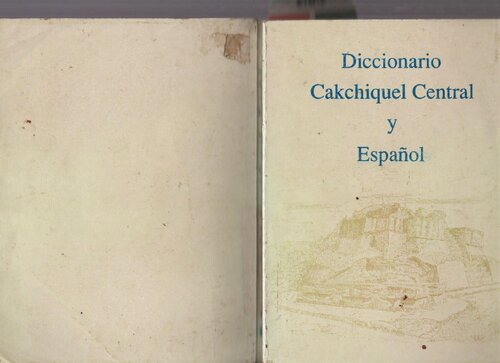 Diccionario
Cakchiquel Central
y
Español